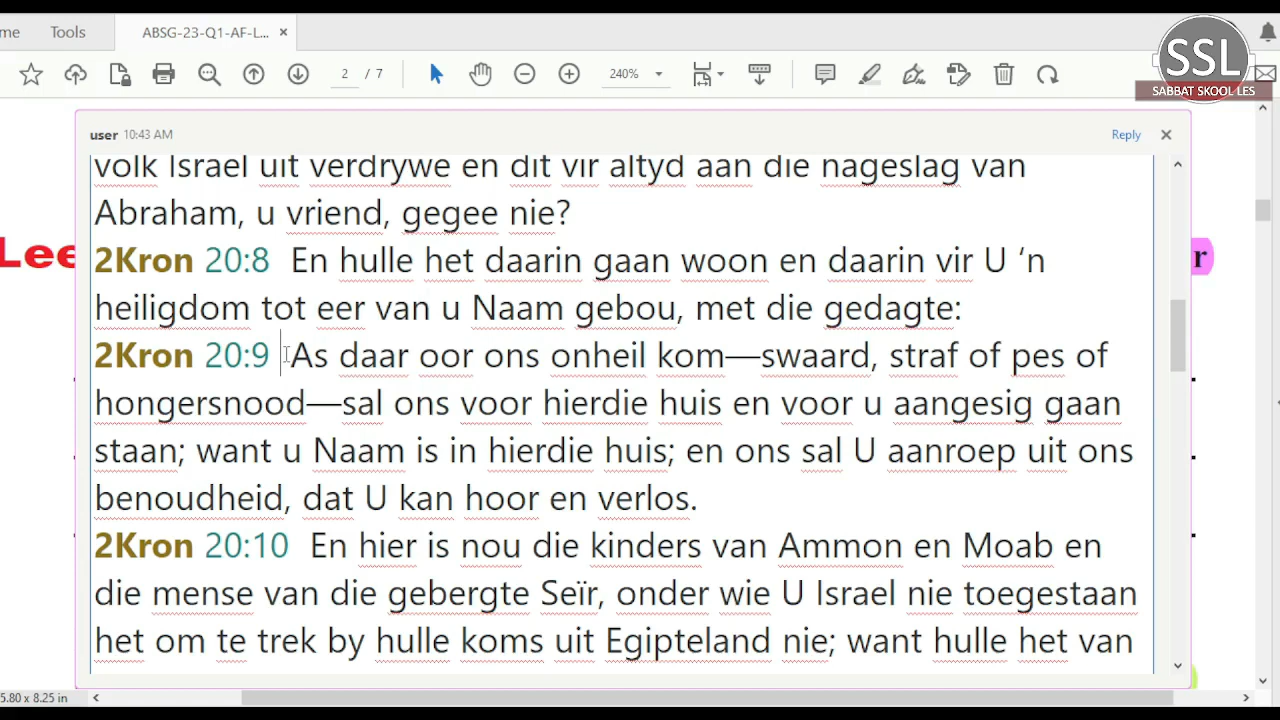 me Tools ABSG-23-Q1-AF-L... ×
SSL
SABBAT SKOOL LES
2 / 7 240%
user 10:43 AM Reply
volk Israel uit verdrywe en dit vir altyd aan die nageslag van
Abraham, u vriend, gegee nie?
2Kron 20:8 En hulle het daarin gaan woon en daarin vir U ‘n
heiligdom tot eer van u Naam gebou, met die gedagte:
2Kron 20:9 As daar oor ons onheil kom—swaard, straf of pes of
hongersnood—sal ons voor hierdie huis en voor u aangesig gaan
staan; want u Naam is in hierdie huis; en ons sal U aanroep uit ons
benoudheid, dat U kan hoor en verlos.
2Kron 20:10 En hier is nou die kinders van Ammon en Moab en
die mense van die gebergte Seïr, onder wie U Israel nie toegestaan
het om te trek by hulle koms uit Egipteland nie; want hulle het van
Lee
r
5.80 x 8.25 in